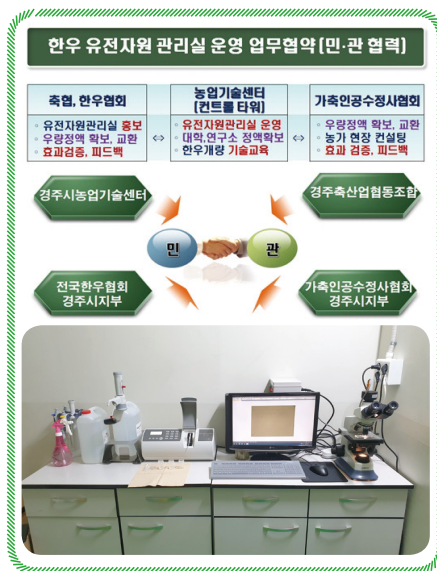 한우 유전자원 관리실 운영 업무협약 (민·관 협력)
축협, 한우협회
◦ 유전자원관리실 홍보
◦ 우량정액 확보, 교환
◦ 효과검증, 피드백
⇔
농업기술센터
(컨트롤 타워)
◦ 유전자원관리실 운영
◦ 대학,연구소 정액확보
◦ 한우개량 기술교육
⇔
가축인공수정사협회
◦ 우량정액 확보, 교환
◦ 농가 현장 컨설팅
◦ 효과 검증, 피드백
경주시농업기술센터
경주축산업협동조합
민
관
전국한우협회
경주시지부
가축인공수정사협회
경주시지부